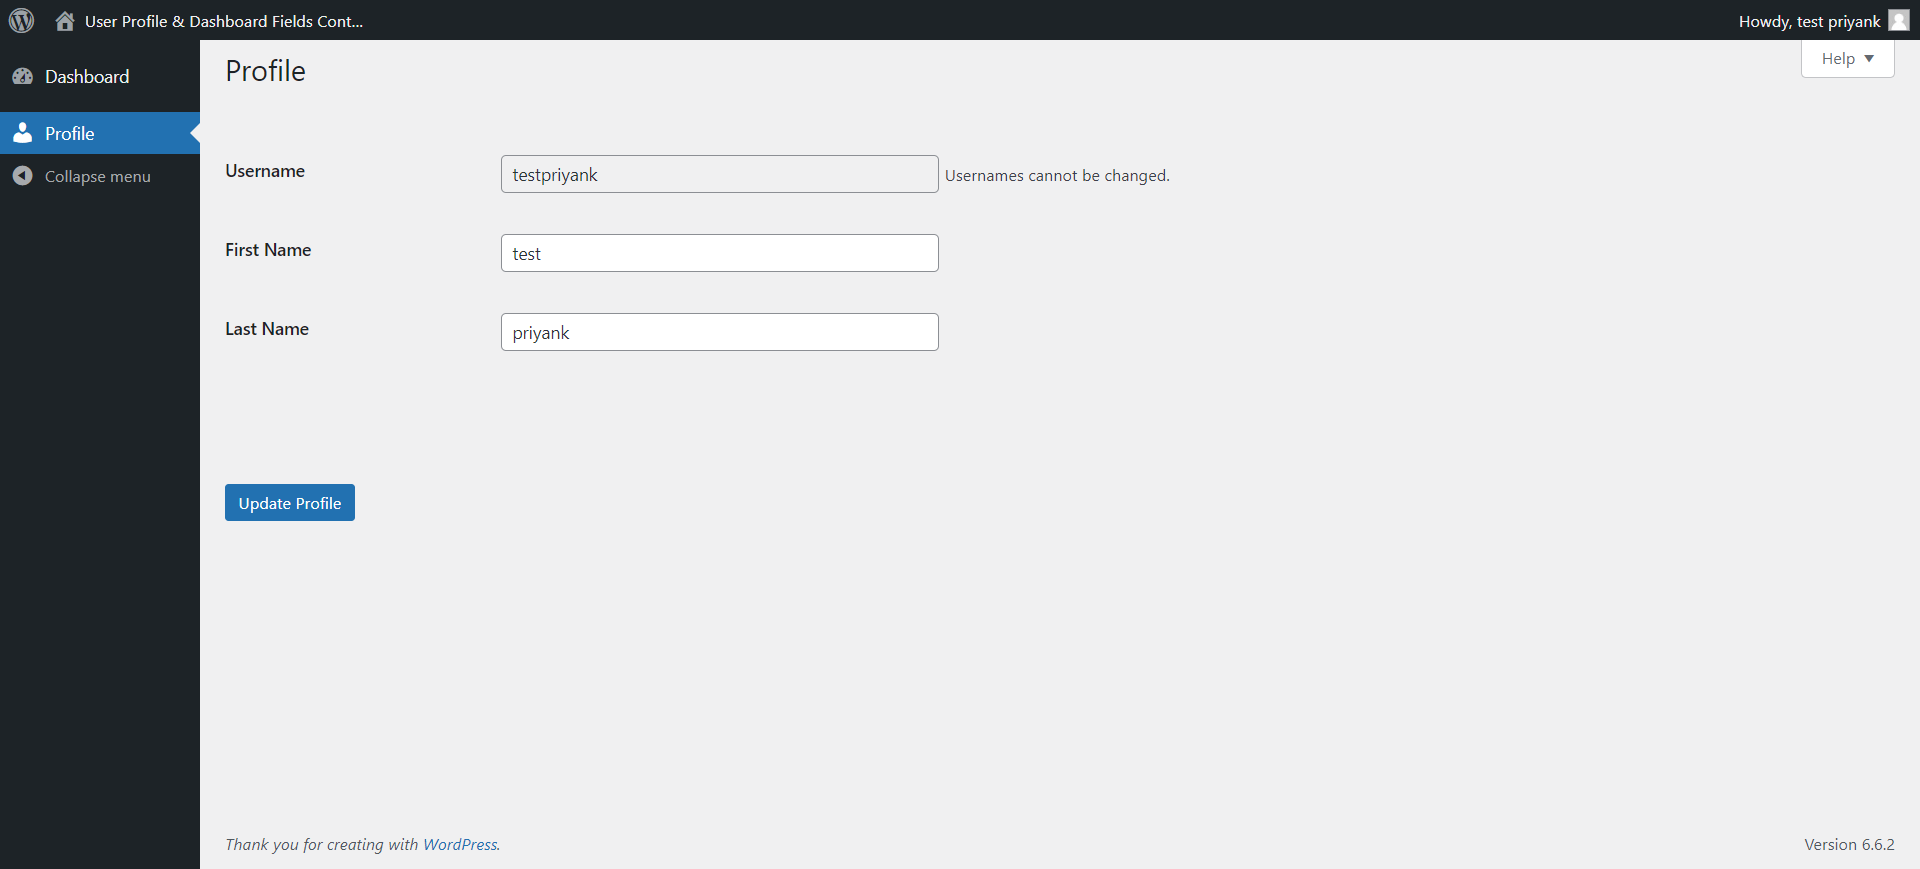 User Profile & Dashboard Fields Cont...
Howdy, test priyank
Dashboard
Profile
Collapse menu
Profile
Help
Username
testpriyank
Usernames cannot be changed.
First Name
test
Last Name
priyank
Update Profile
Thank you for creating with WordPress.
Version 6.6.2